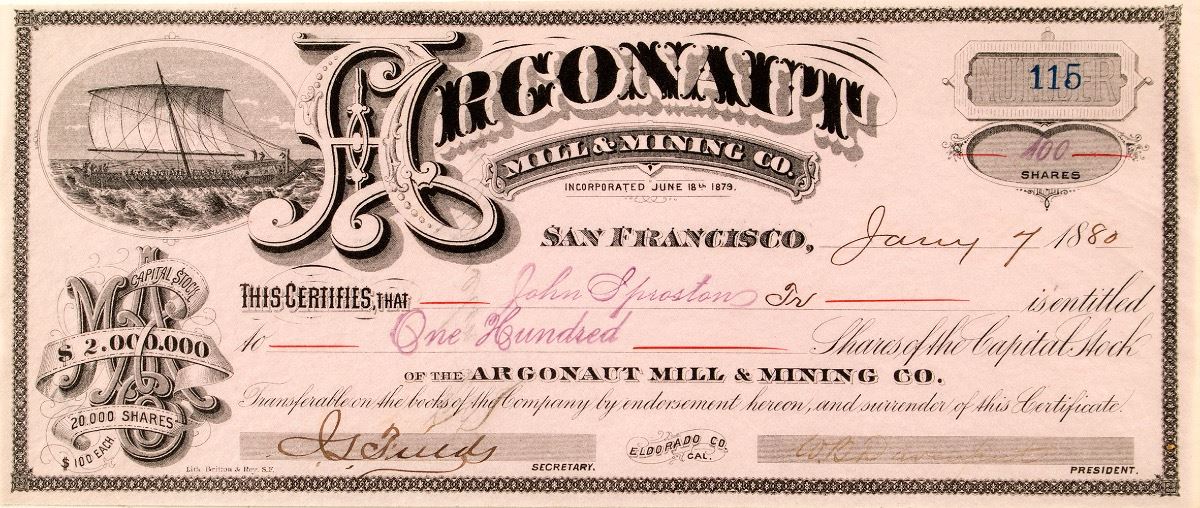 ARGONAUT
MILL & MINING CO.
INCORPORATED JUNE 18th 1879.
NUMBER
115
100
SHARES
SAN FRANCISCO, Jany 7 1880
THIS CERTIFIES, THAT John Sproston Tr is entitled
to One Hundred Shares of the Capital Stock
OF THE ARGONAUT MILL & MINING CO.
Transferable on the books of the Company by endorsement hereon, and surrender of this Certificate.
CAPITAL STOCK
$ 2.000.000
20.000 SHARES
$100 EACH
SECRETARY.
ELDORADO CO.
CAL.
PRESIDENT.
Lith. Britton & Rey. S.F.